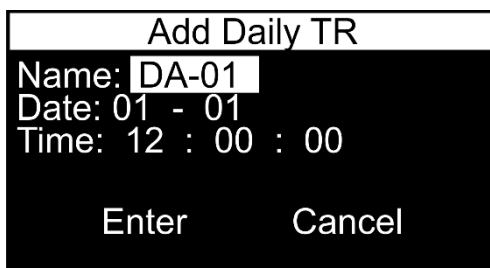 Add Daily TR
Name: DA-01
Date: 01 - 01
Time: 12 : 00 : 00
Enter Cancel